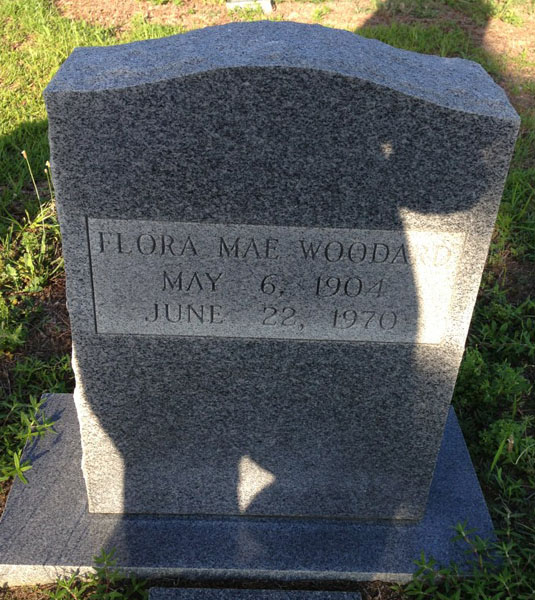 FLORA MAE WOODARD
MAY 6, 1904
JUNE 22, 1970